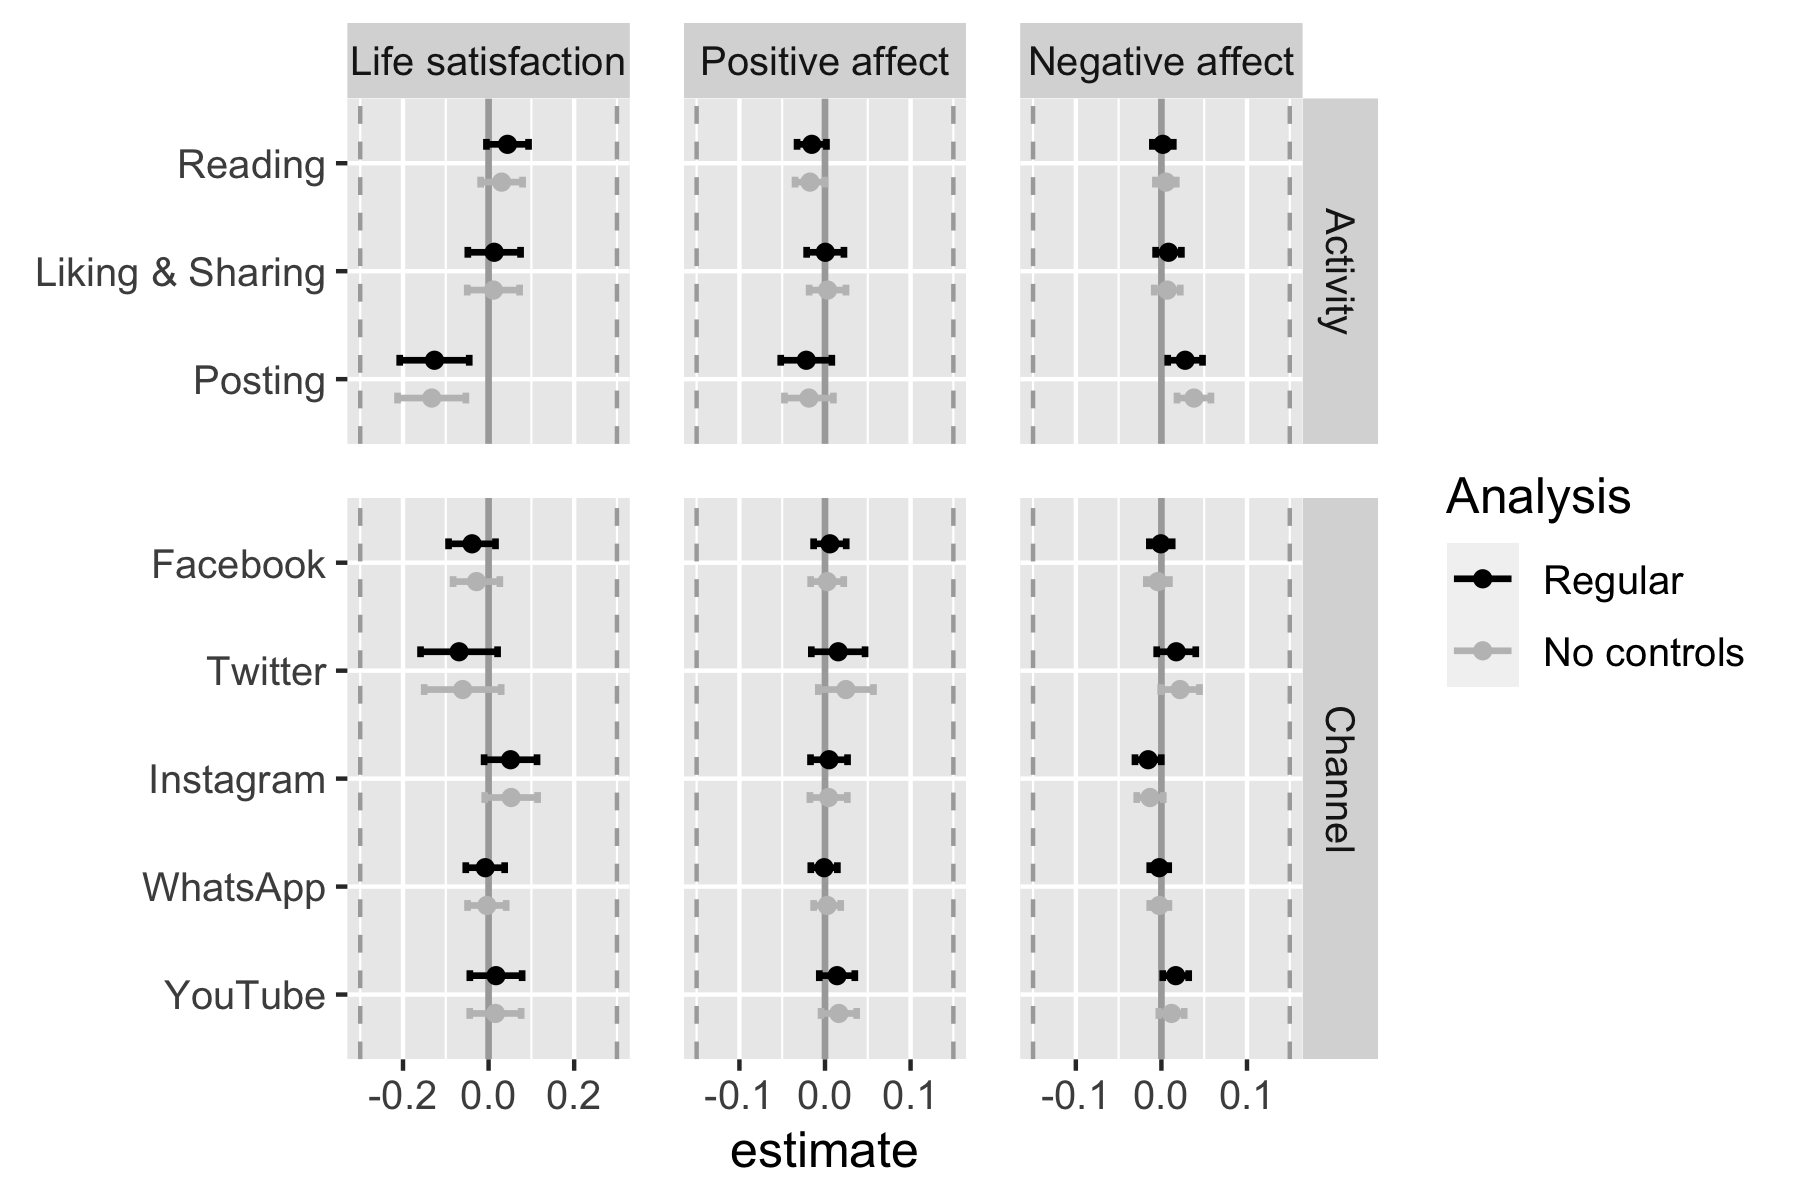 Life satisfaction
Positive affect
Negative affect
Reading
Liking & Sharing
Posting
Activity
Facebook
Twitter
Instagram
WhatsApp
YouTube
Channel
-0.2 0.0 0.2
-0.1 0.0 0.1
-0.1 0.0 0.1
estimate
Analysis
Regular
No controls